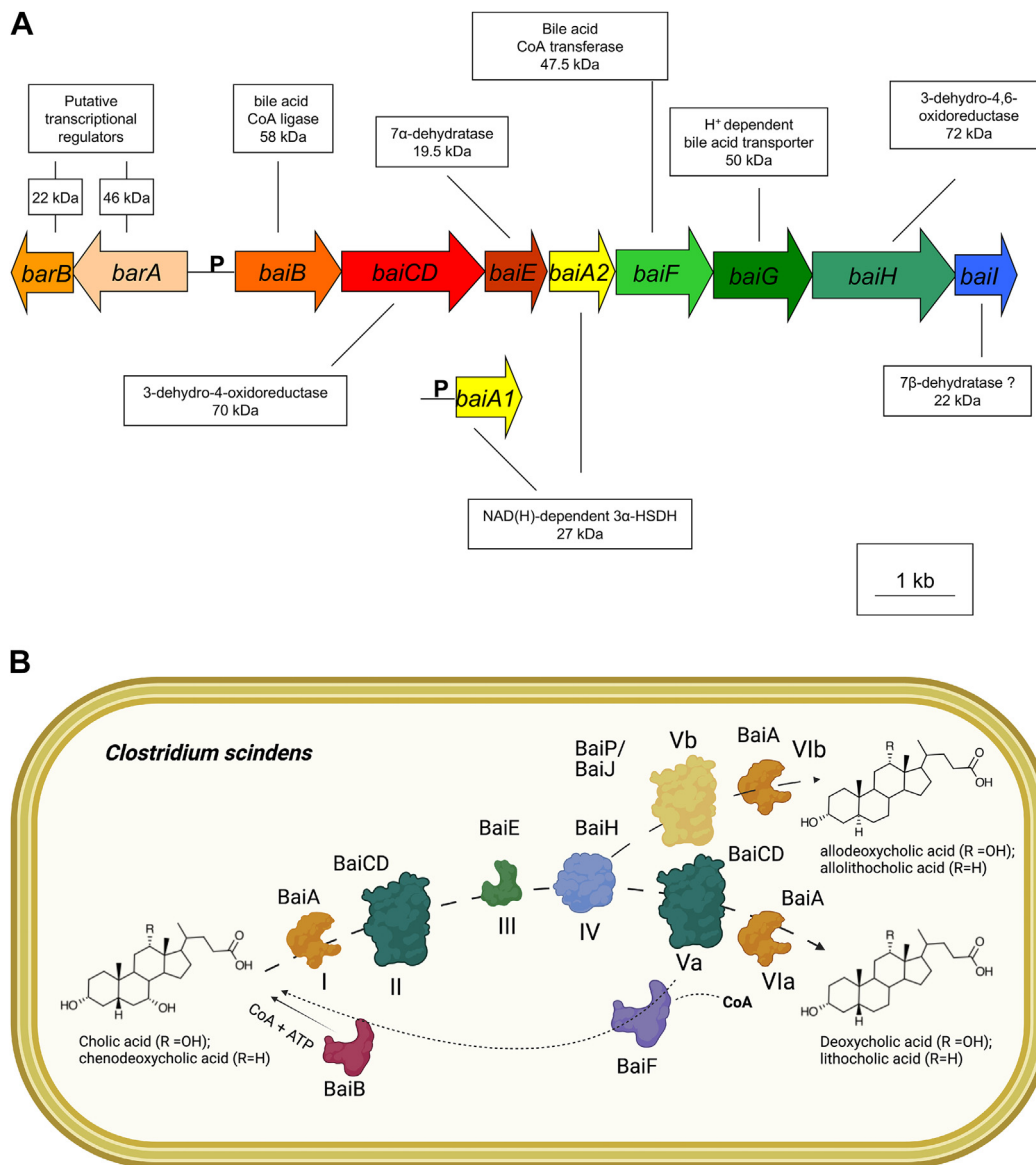 A
Putative
transcriptional
regulators
22 kDa
46 kDa
bile acid
CoA ligase
58 kDa
7α-dehydratase
19.5 kDa
Bile acid
CoA transferase
47.5 kDa
H+ dependent
bile acid transporter
50 kDa
3-dehydro-4,6-
oxidoreductase
72 kDa
barB
barA
P
baiB
baiCD
baiE
baiA2
baiF
baiG
baiH
baiI
3-dehydro-4-oxidoreductase
70 kDa
P
baiA1
7β-dehydratase ?
22 kDa
NAD(H)-dependent 3α-HSDH
27 kDa
1 kb
B
Clostridium scindens
BaiP/
BaiJ
Vb
BaiA
VIb
R
O
OH
HO
H
allodeoxycholic acid (R =OH);
allolithocholic acid (R=H)
BaiE
BaiH
BaiCD
BaiA
BaiCD
BaiA
III
IV
I
II
Va
VIa
R
O
OH
HO
H
OH
R
O
OH
HO
H
CoA + ATP
BaiB
BaiF
CoA
Cholic acid (R =OH);
chenodeoxycholic acid (R=H)
Deoxycholic acid (R =OH);
lithocholic acid (R=H)